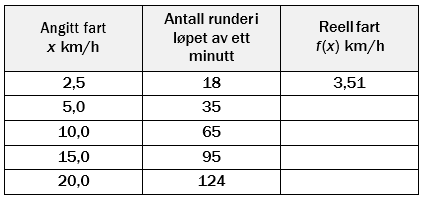 Angitt fart
x km/h
Antall runder i
løpet av ett
minutt
Reell fart
f(x) km/h
2,5 18 3,51
5,0 35
10,0 65
15,0 95
20,0 124